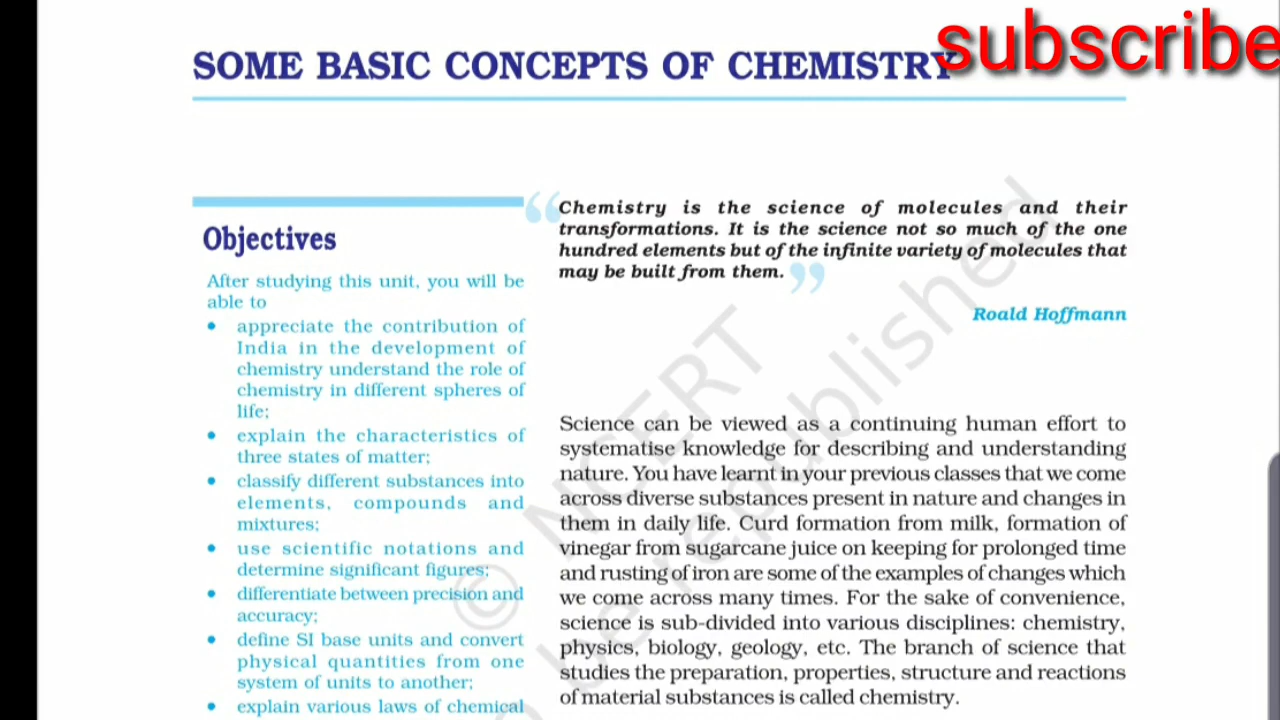 SOME BASIC CONCEPTS OF CHEMISTRY
subscribe
Objectives
After studying this unit, you will be
able to
• appreciate the contribution of
India in the development of
chemistry understand the role of
chemistry in different spheres of
life;
• explain the characteristics of
three states of matter;
• classify different substances into
elements, compounds and
mixtures;
• use scientific notations and
determine significant figures;
• differentiate between precision and
accuracy;
• define SI base units and convert
physical quantities from one
system of units to another;
• explain various laws of chemical
“Chemistry is the science of molecules and their
transformations. It is the science not so much of the one
hundred elements but of the infinite variety of molecules that
may be built from them.”
Roald Hoffmann
Science can be viewed as a continuing human effort to
systematise knowledge for describing and understanding
nature. You have learnt in your previous classes that we come
across diverse substances present in nature and changes in
them in daily life. Curd formation from milk, formation of
vinegar from sugarcane juice on keeping for prolonged time
and rusting of iron are some of the examples of changes which
we come across many times. For the sake of convenience,
science is sub-divided into various disciplines: chemistry,
physics, biology, geology, etc. The branch of science that
studies the preparation, properties, structure and reactions
of material substances is called chemistry.
© NCERT
be republished